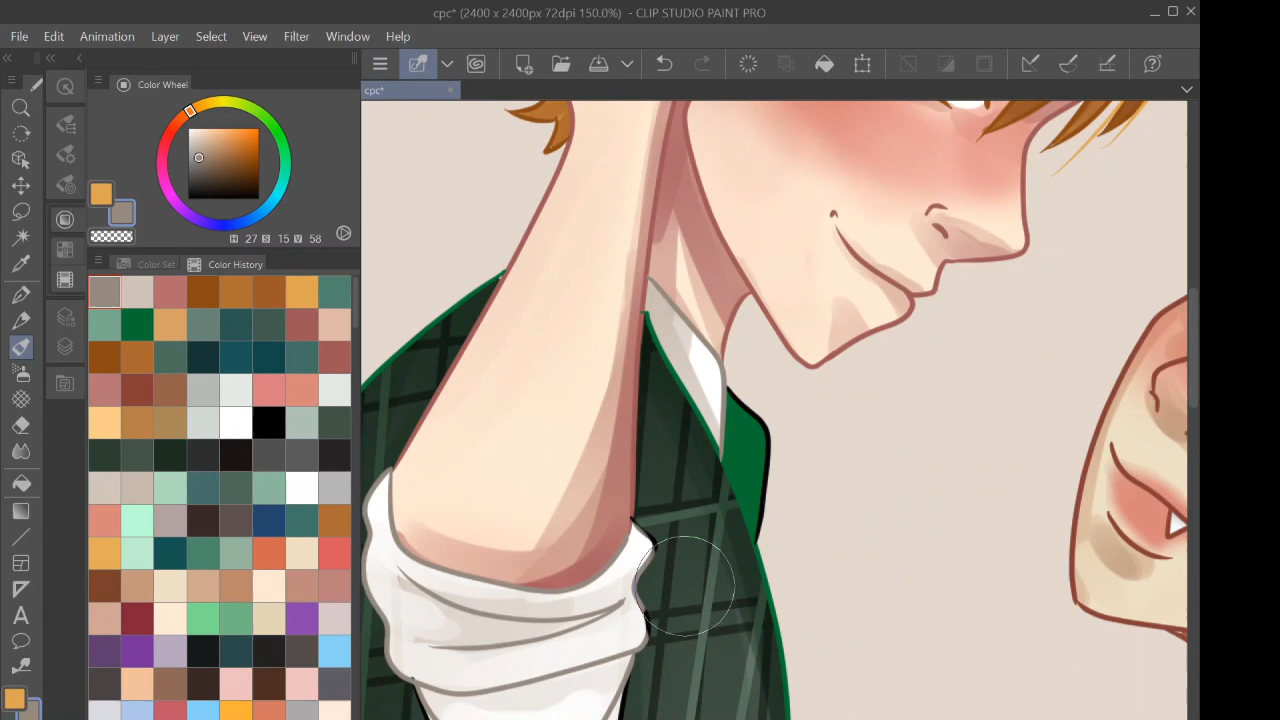 cpc* (2400 x 2400px 72dpi 150.0%) - CLIP STUDIO PAINT PRO
File Edit Animation Layer Select View Filter Window Help
Color Wheel
cpc*
H 27 S 15 V 58
Color Set Color History